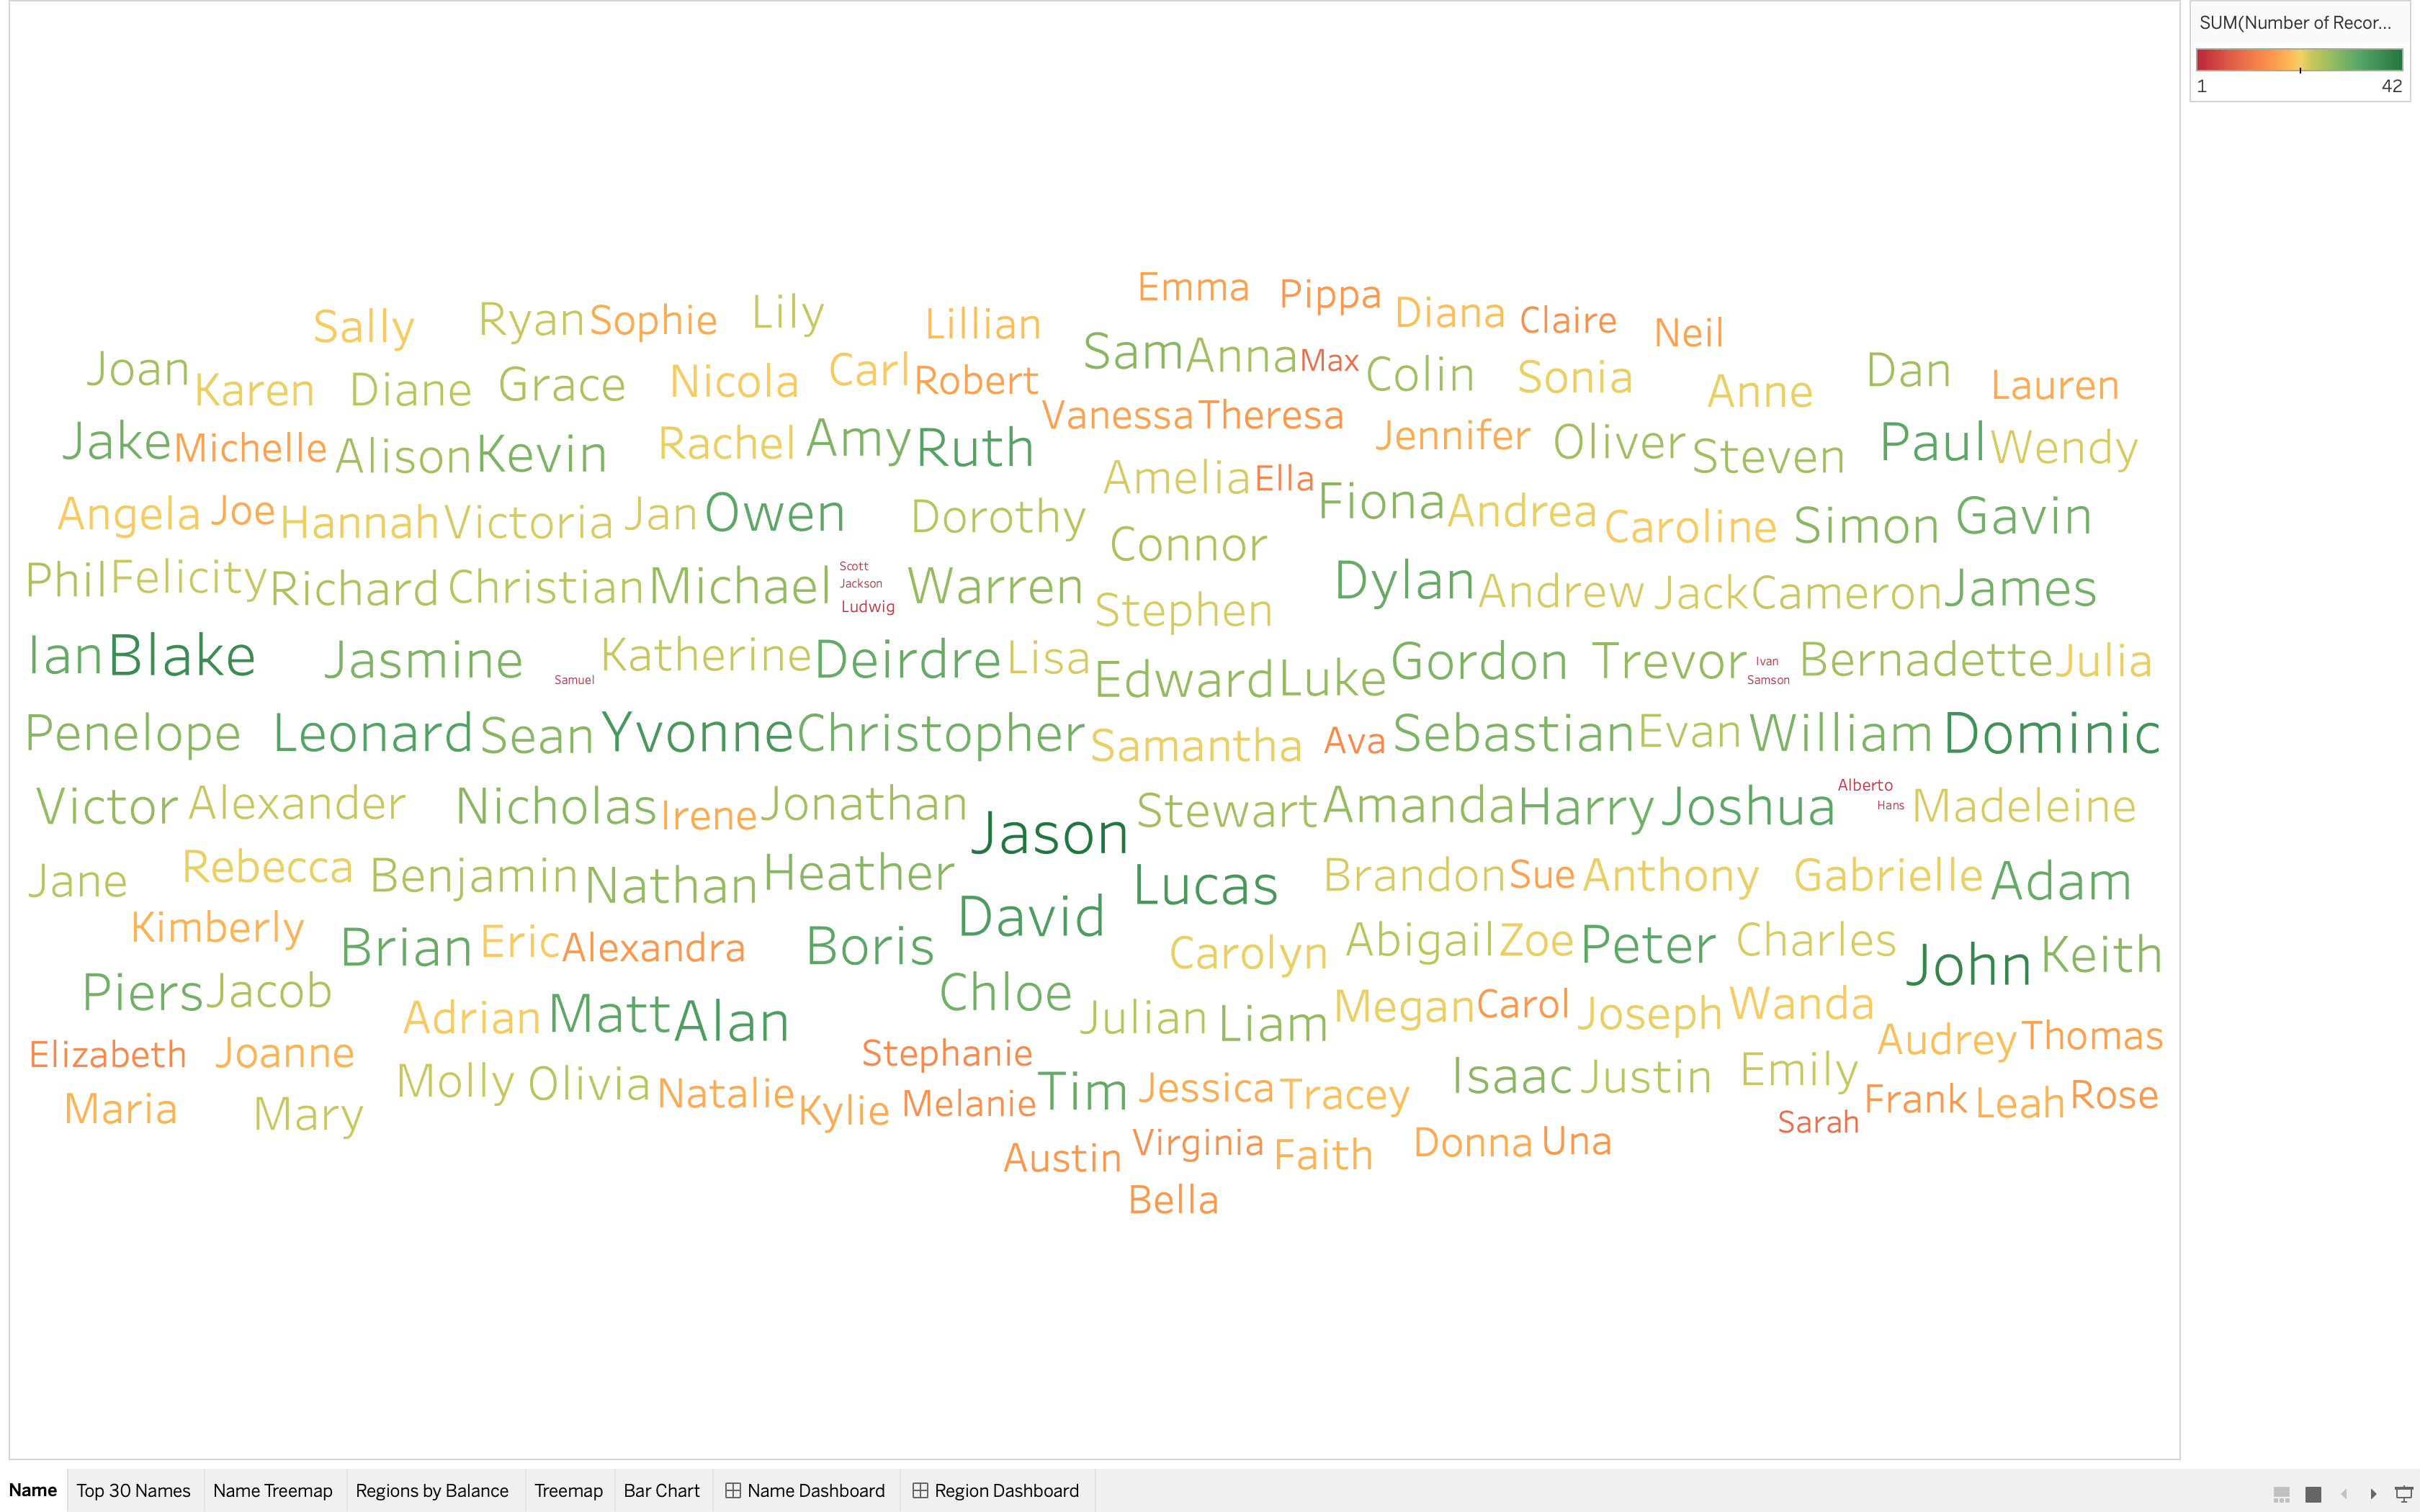 SUM(Number of Recor...
1 42
Emma Pippa Diana Claire Neil
Sally Ryan Sophie Lily Lillian
Joan Karen Diane Grace Nicola Carl Robert Sam Anna Max Colin Sonia Anne Dan Lauren
Jake Michelle Alison Kevin Rachel Amy Ruth Vanessa Theresa Jennifer Oliver Steven Paul Wendy
Amelia Ella
Angela Joe Hannah Victoria Jan Owen Dorothy Connor Fiona Andrea Caroline Simon Gavin
Phil Felicity Richard Christian Michael Scott Jackson Ludwig Warren Stephen Dylan Andrew Jack Cameron James
Ian Blake Jasmine Samuel Katherine Deirdre Lisa Edward Luke Gordon Trevor Ivan Samson Bernadette Julia
Penelope Leonard Sean Yvonne Christopher Samantha Ava Sebastian Evan William Dominic
Victor Alexander Nicholas Irene Jonathan Jason Stewart Amanda Harry Joshua Alberto Hans Madeleine
Jane Rebecca Benjamin Nathan Heather Lucas Brandon Sue Anthony Gabrielle Adam
Kimberly Brian Eric Alexandra Boris David Carolyn Abigail Zoe Peter Charles John Keith
Piers Jacob Adrian Matt Alan Chloe Julian Liam Megan Carol Joseph Wanda
Elizabeth Joanne Stephanie Audrey Thomas
Maria Mary Molly Olivia Natalie Kylie Melanie Tim Jessica Tracey Isaac Justin Emily Sarah Frank Leah Rose
Austin Virginia Faith Donna Una
Bella
Name Top 30 Names Name Treemap Regions by Balance Treemap Bar Chart Name Dashboard Region Dashboard